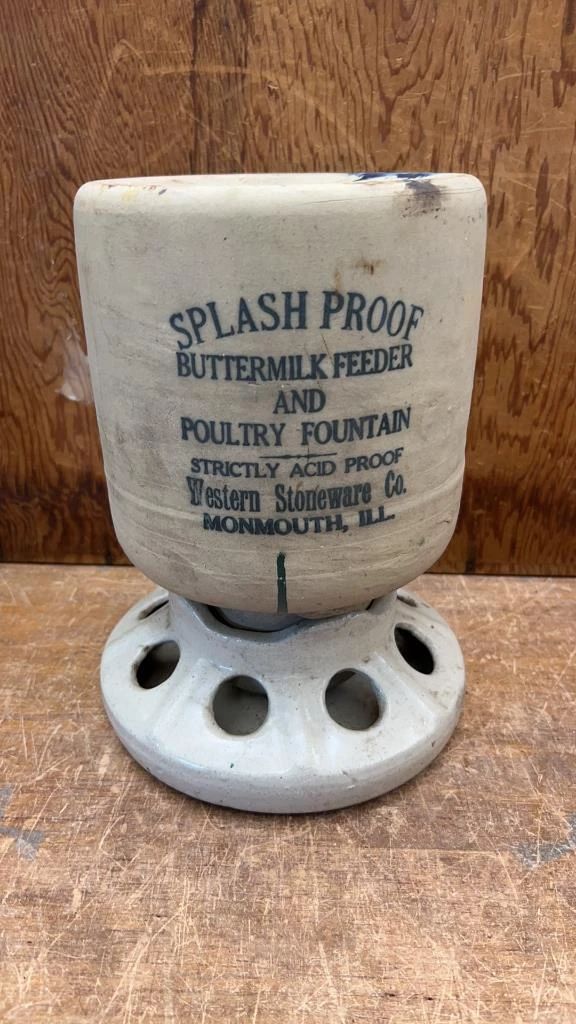 SPLASH PROOF
BUTTERMILK FEEDER
AND
POULTRY FOUNTAIN
STRICTLY ACID PROOF
Western Stoneware Co.
MONMOUTH, ILL.